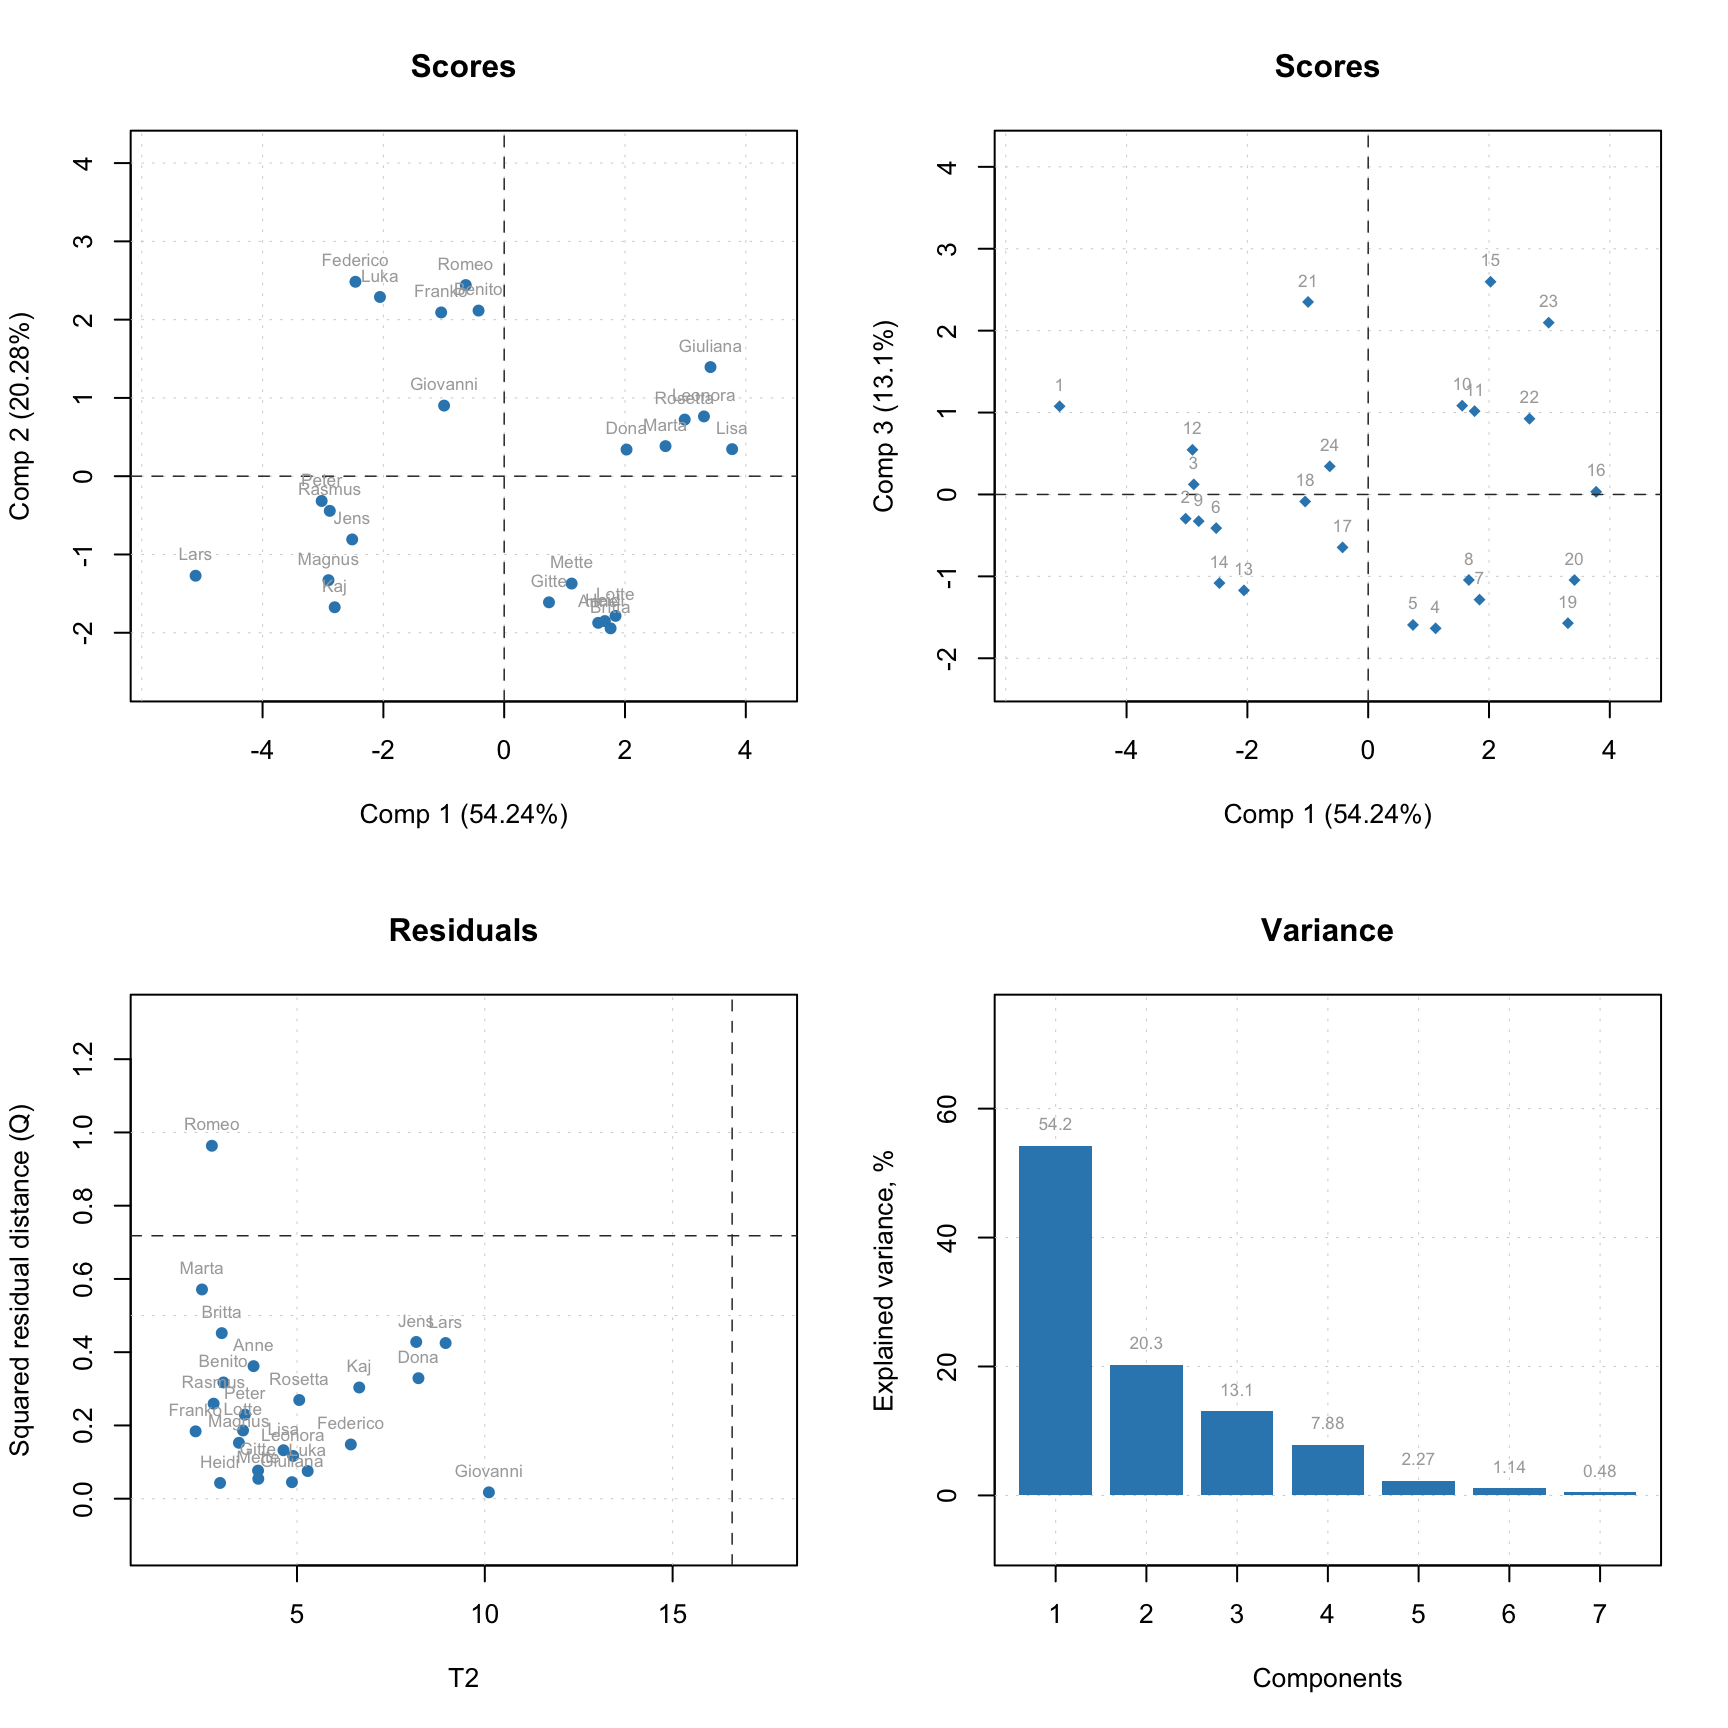 Scores
4
3
2
1
0
-1
-2
Comp 2 (20.28%)
Federico
Luka
Romeo
Franko
Benito
Giuliana
Giovanni
Rosetta
Leonora
Dona
Marta
Lisa
Peter
Rasmus
Jens
Lars
Magnus
Kaj
Mette
Gitte
Lotte
Anne
Heidi
Britta
-4 -2 0 2 4
Comp 1 (54.24%)
Scores
4
3
2
1
0
-1
-2
Comp 3 (13.1%)
15
21
23
1
10
11
22
12
24
3
16
18
2
9
6
17
14
13
8
20
7
5
4
19
-4 -2 0 2 4
Comp 1 (54.24%)
Residuals
1.2
1.0
0.8
0.6
0.4
0.2
0.0
Squared residual distance (Q)
Romeo
Marta
Britta
Jens
Lars
Anne
Dona
Benito
Kaj
Rosetta
Rasmus
Peter
Franko
Lotte
Magnus
Federico
Lisa
Leonora
Gitte
Luka
Mette
Giuliana
Heidi
Giovanni
5 10 15
T2
Variance
60
40
20
0
Explained variance, %
54.2
20.3
13.1
7.88
2.27
1.14
0.48
1 2 3 4 5 6 7
Components